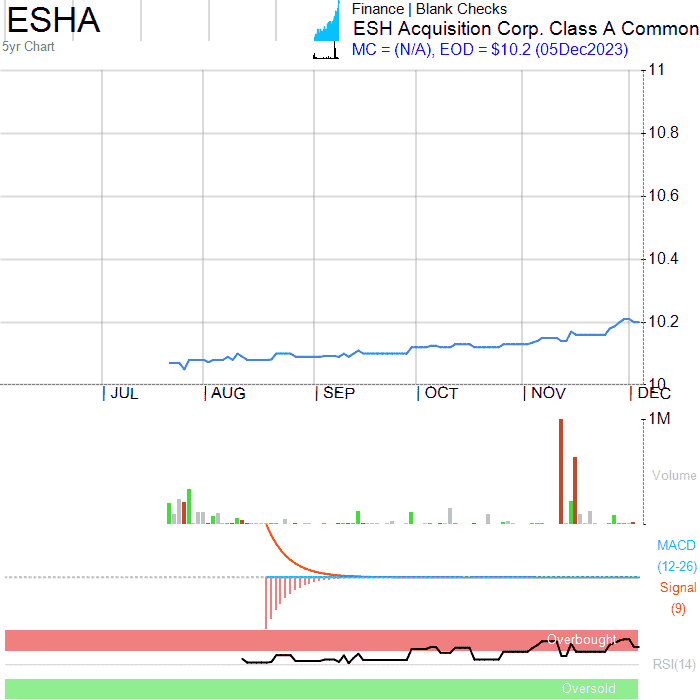 ESHA
5yr Chart
Finance | Blank Checks
ESH Acquisition Corp. Class A Common
MC = (N/A), EOD = $10.2 (05Dec2023)
11
10.8
10.6
10.4
10.2
10
JUL
AUG
SEP
OCT
NOV
DEC
1M
Volume
MACD
(12-26)
Signal
(9)
Overbought
RSI(14)
Oversold